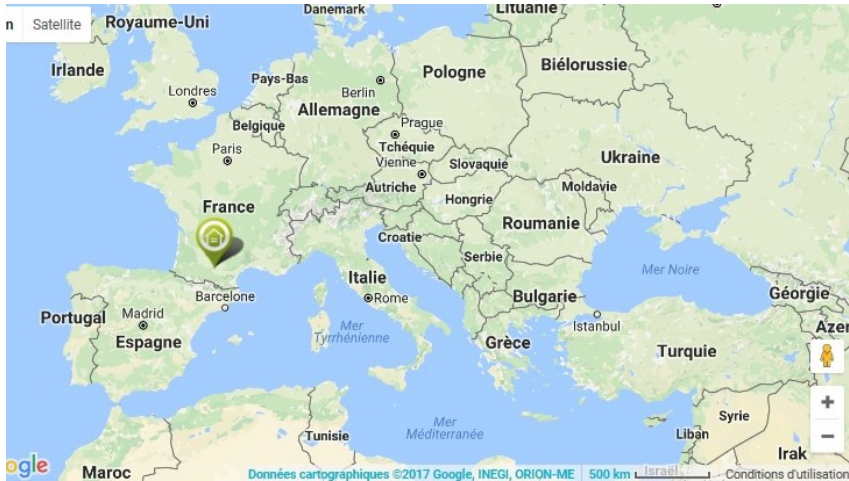 Danemark
Lituanie
n Satellite
Royaume-Uni
Irlande
Londres
Pays-Bas
Berlin
Pologne
Biélorussie
Allemagne
Belgique
Prague
Paris
Tchéquie
Vienne
Slovaquie
Ukraine
Autriche
Moldavie
Hongrie
France
Roumanie
Croatie
Serbie
Mer Noire
Italie
Barcelone
Rome
Bulgarie
Géorgie
Portugal
Madrid
Istanbul
Azer
Espagne
Mer
Tyrrhénienne
Grèce
Turquie
Syrie
Mer
Méditerranée
Tunisie
Liban
Irak
ogle
Maroc
Données cartographiques ©2017 Google, INEGI, ORION-ME
500 km
Israël
Conditions d'utilisation